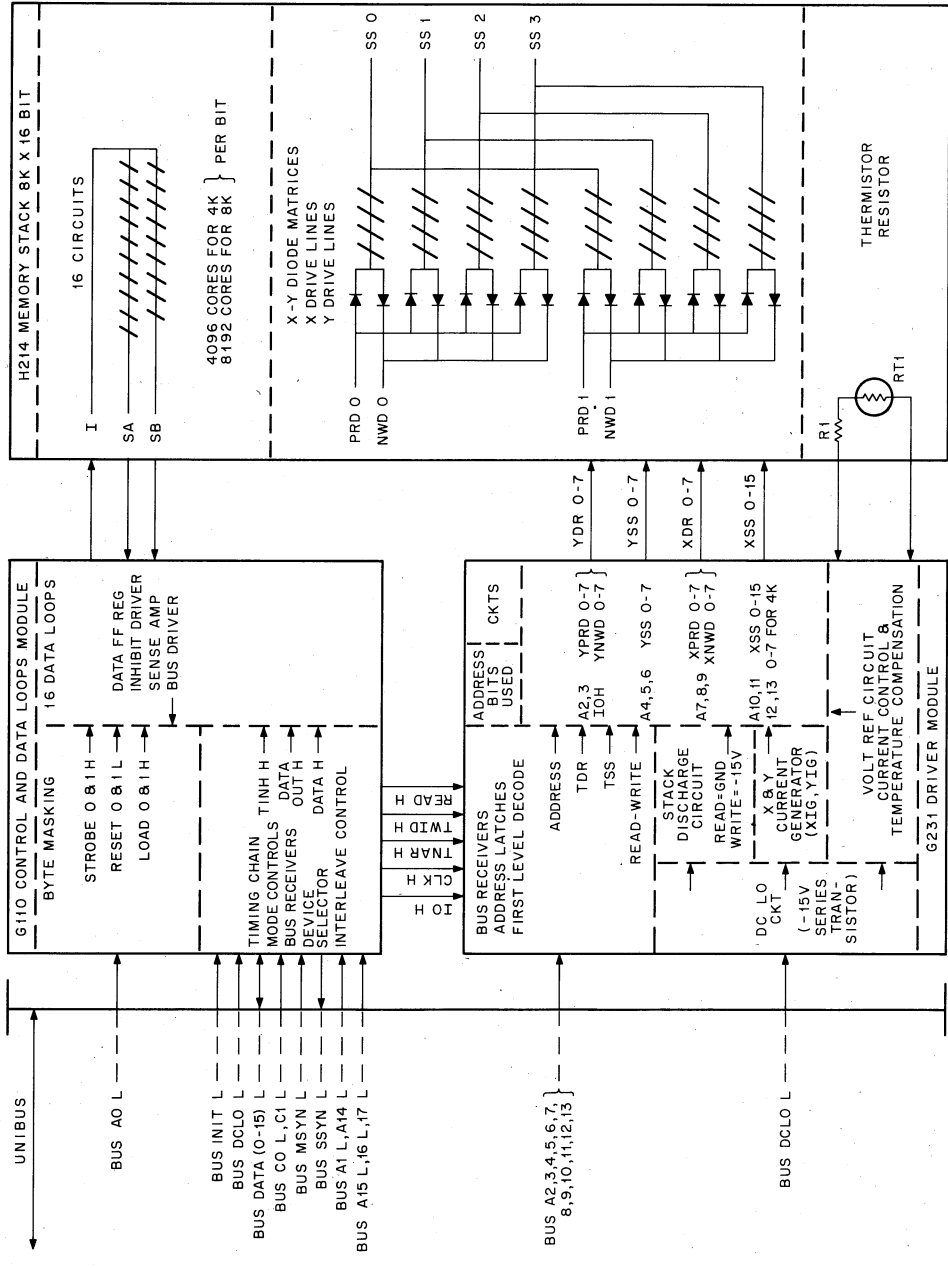 UNIBUS
BUS A0 L
BUS INIT L
BUS DCLO L
BUS DATA (0-15) L
BUS C0 L, C1 L
BUS MSYN L
BUS SSYN L
BUS A1 L, A14 L
BUS A15 L, 16 L, 17 L
BUS A2,3,4,5,6,7,
8,9,10,11,12,13
BUS DCLO L
G110 CONTROL AND DATA LOOPS MODULE
BYTE MASKING
16 DATA LOOPS
STROBE 0 & 1 H
RESET 0 & 1 L
LOAD 0 & 1 H
DATA FF REG
INHIBIT DRIVER
SENSE AMP
BUS DRIVER
TIMING CHAIN
MODE CONTROLS
BUS RECEIVERS
DEVICE
SELECTOR
INTERLEAVE CONTROL
TINH H
DATA
OUT H
DATA H
READ H
TWID H
TNAR H
CLK H
IO H
BUS RECEIVERS
ADDRESS LATCHES
FIRST LEVEL DECODE
ADDRESS
BITS
USED
CKTS
ADDRESS
TDR
TSS
READ-WRITE
A2,3
IOH
YPRD 0-7
YNWD 0-7
A4,5,6
YSS 0-7
A7,8,9
XPRD 0-7
XNWD 0-7
A10,11
12,13
XSS 0-15
0-7 FOR 4K
STACK
DISCHARGE
CIRCUIT
READ=GND
WRITE=-15V
X & Y
CURRENT
GENERATOR
(XIG,YIG)
DC LO
CKT
(-15V
SERIES
TRAN-
SISTOR)
VOLT REF CIRCUIT
CURRENT CONTROL &
TEMPERATURE COMPENSATION
G231 DRIVER MODULE
YDR 0-7
YSS 0-7
XDR 0-7
XSS 0-15
H214 MEMORY STACK 8K X 16 BIT
I
SA
SB
16 CIRCUITS
4096 CORES FOR 4K
8192 CORES FOR 8K
PER BIT
X-Y DIODE MATRICES
X DRIVE LINES
Y DRIVE LINES
PRD 0
NWD 0
PRD 1
NWD 1
SS 0
SS 1
SS 2
SS 3
R1
RT1
THERMISTOR
RESISTOR